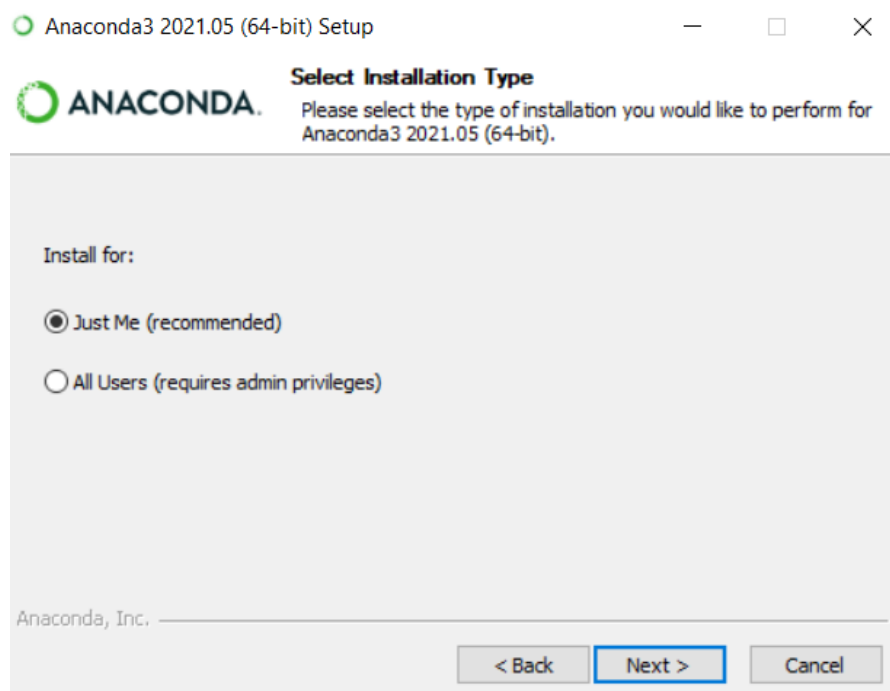 Anaconda3 2021.05 (64-bit) Setup
ANACONDA.
Select Installation Type
Please select the type of installation you would like to perform for
Anaconda3 2021.05 (64-bit).
Install for:
Just Me (recommended)
All Users (requires admin privileges)
Anaconda, Inc.
< Back
Next >
Cancel